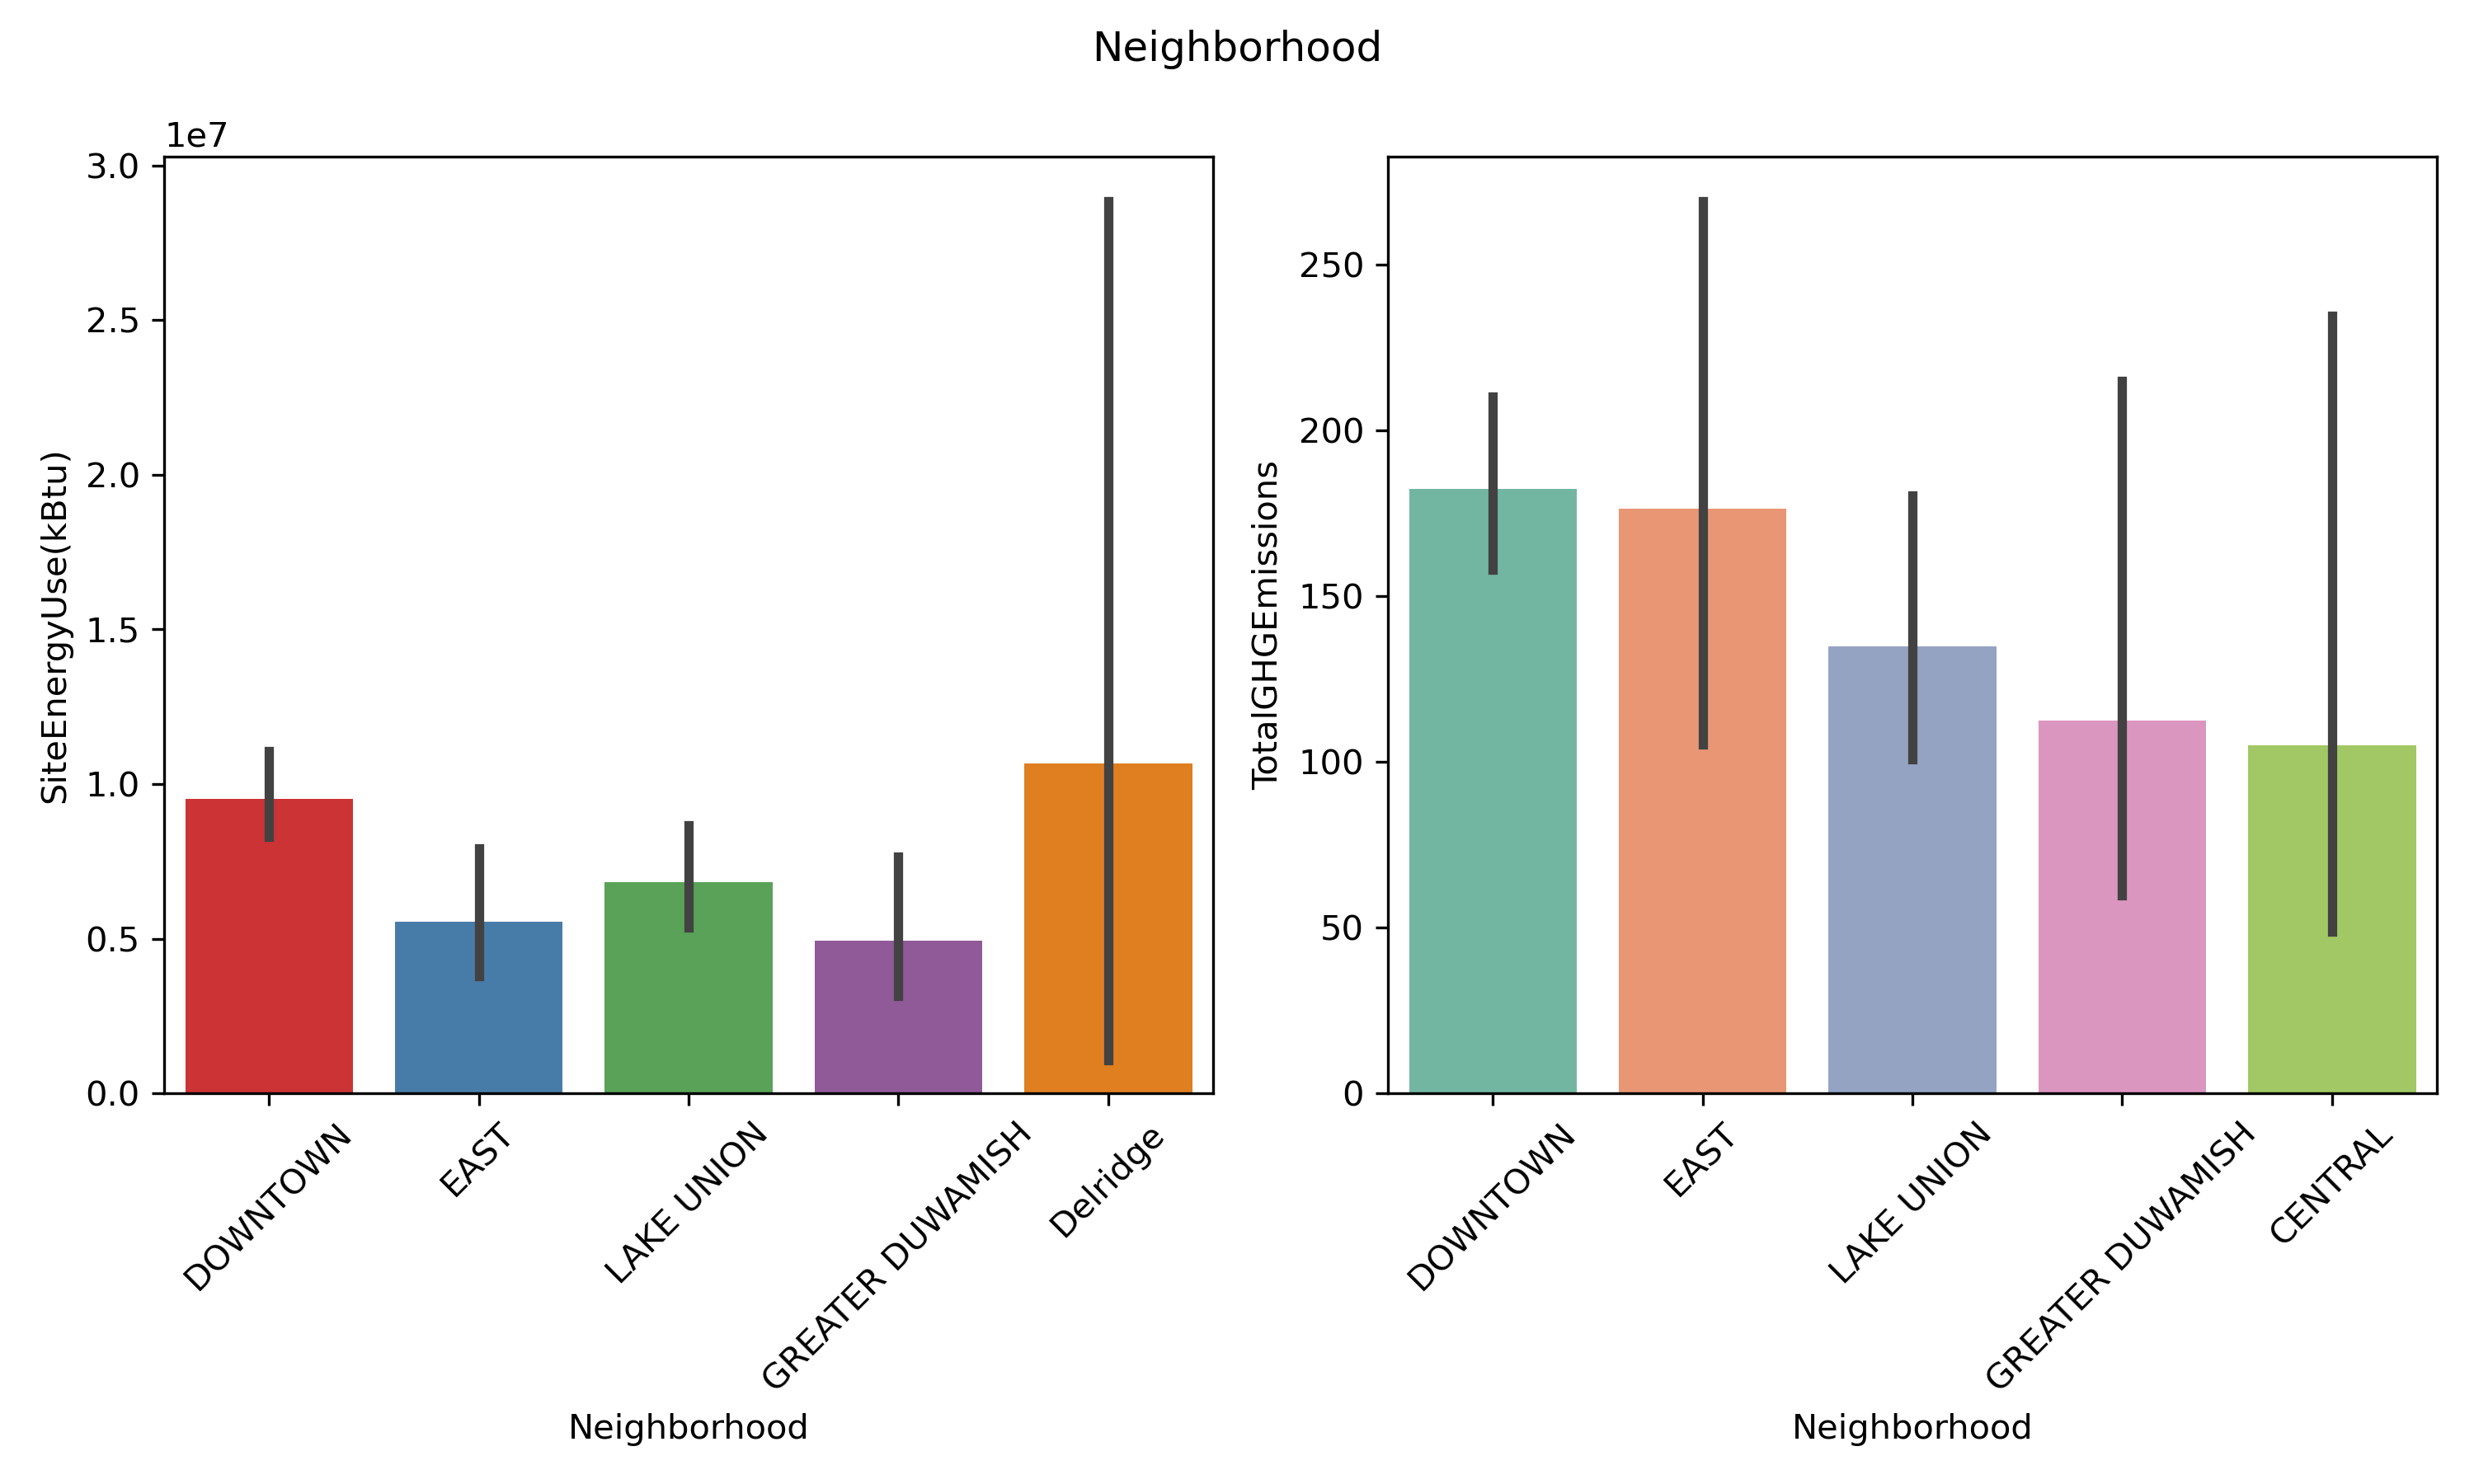 Neighborhood
1e7
3.0
2.5
2.0
1.5
1.0
0.5
0.0
SiteEnergyUse(kBtu)
DOWNTOWN
EAST
LAKE UNION
GREATER DUWAMISH
Delridge
Neighborhood
250
200
150
100
50
0
TotalGHGEmissions
DOWNTOWN
EAST
LAKE UNION
GREATER DUWAMISH
CENTRAL
Neighborhood